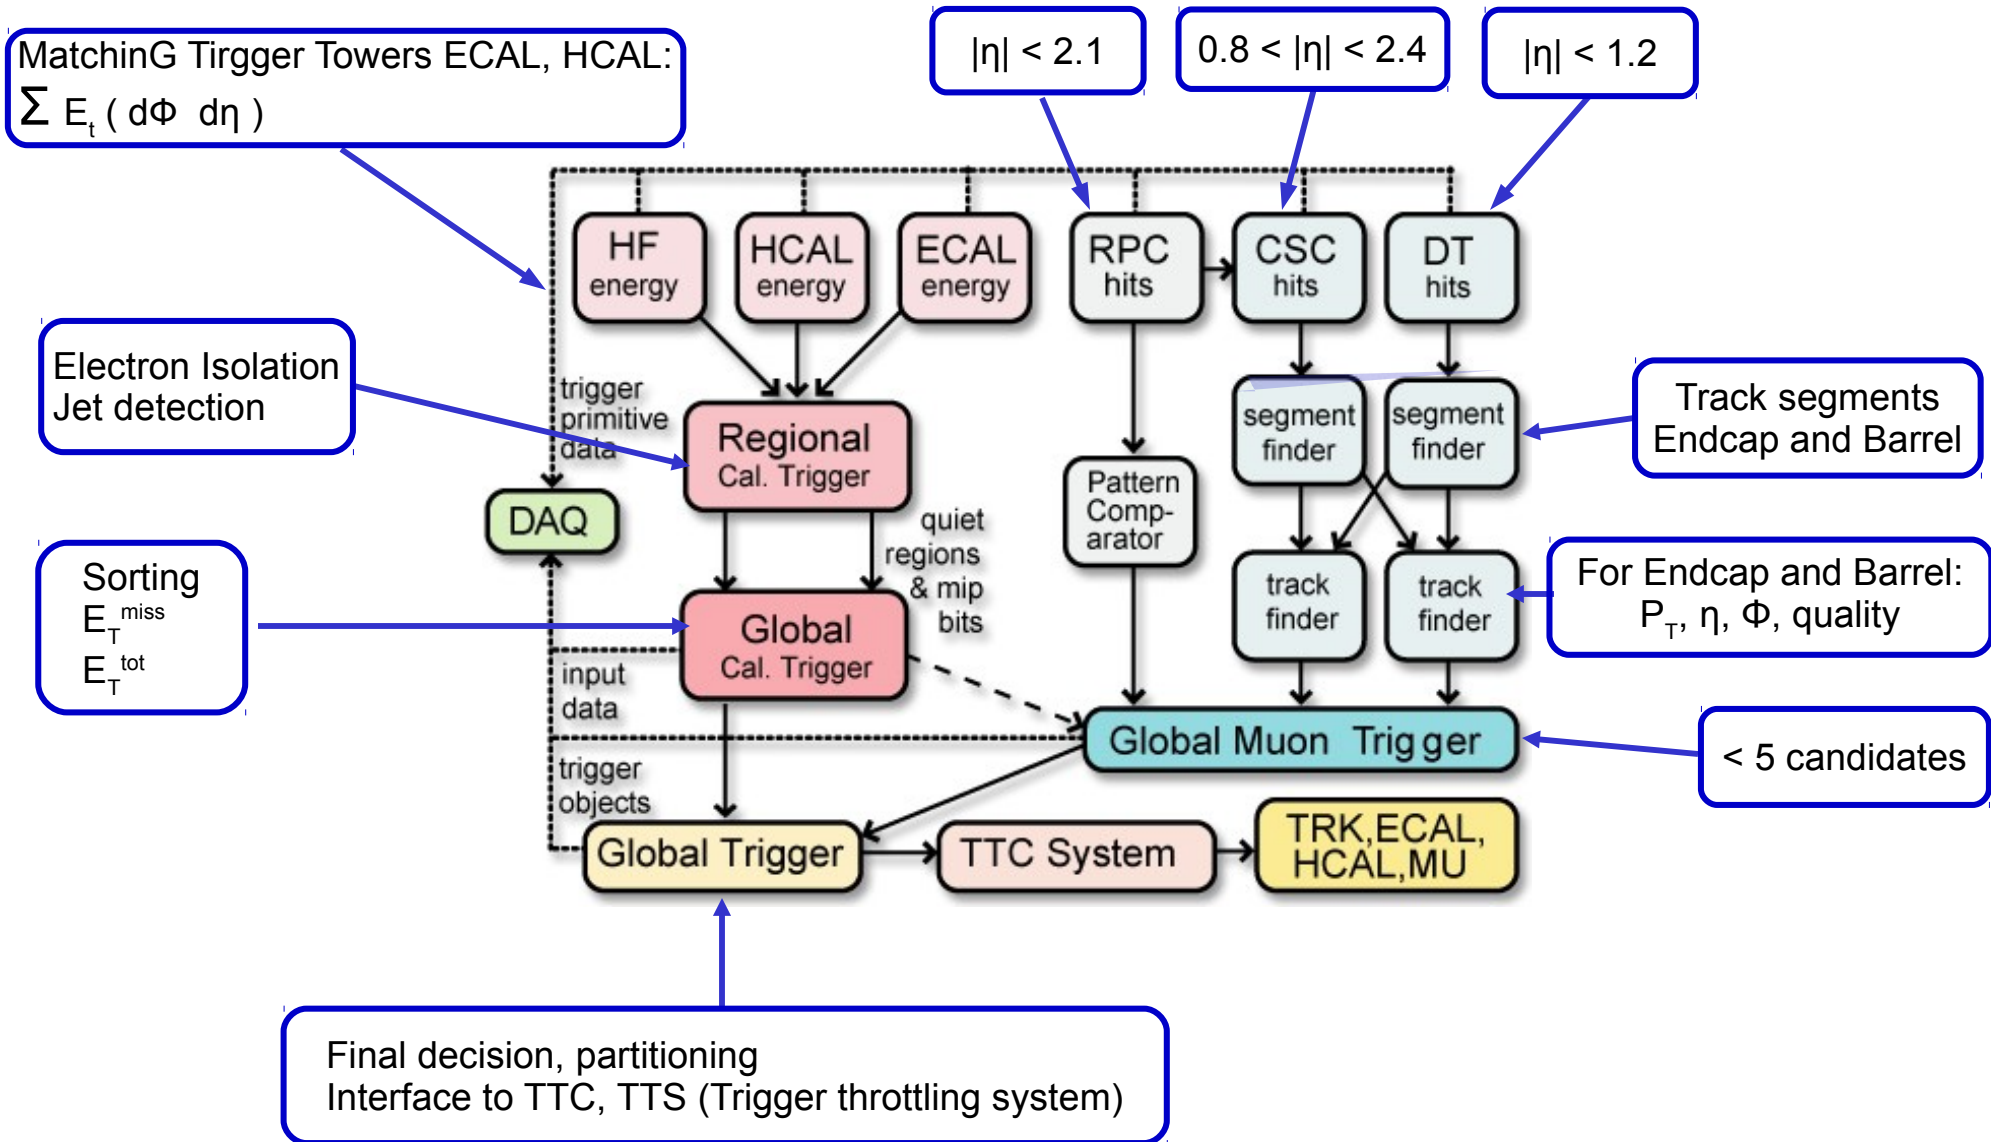 MatchinG Tirgger Towers ECAL, HCAL:
Σ Et ( dΦ dη )
|η| < 2.1
0.8 < |η| < 2.4
|η| < 1.2
HF
energy
HCAL
energy
ECAL
energy
RPC
hits
CSC
hits
DT
hits
Electron Isolation
Jet detection
trigger
primitive
data
Regional
Cal. Trigger
segment
finder
segment
finder
Track segments
Endcap and Barrel
Pattern
Comp-
arator
DAQ
quiet
regions
& mip
bits
Sorting
ET miss
ET tot
Global
Cal. Trigger
track
finder
track
finder
For Endcap and Barrel:
PT, η, Φ, quality
input
data
Global Muon Trigger
< 5 candidates
trigger
objects
Global Trigger
TTC System
TRK,ECAL,
HCAL,MU
Final decision, partitioning
Interface to TTC, TTS (Trigger throttling system)